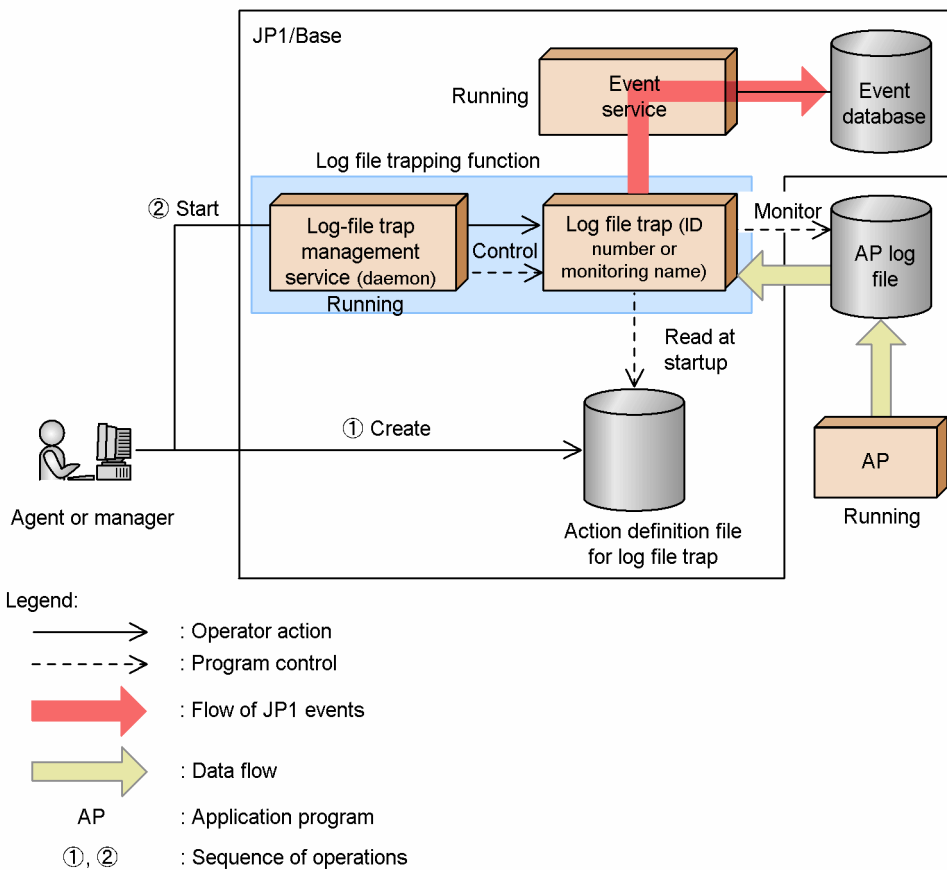 JP1/Base
Running
Event
service
Event
database
Log file trapping function
② Start
Log-file trap
management
service (daemon)
Running
Control
Log file trap (ID
number or
monitoring name)
Monitor
AP log
file
Read at
startup
① Create
Agent or manager
Action definition file
for log file trap
AP
Running
Legend:
: Operator action
: Program control
: Flow of JP1 events
: Data flow
AP : Application program
①, ② : Sequence of operations